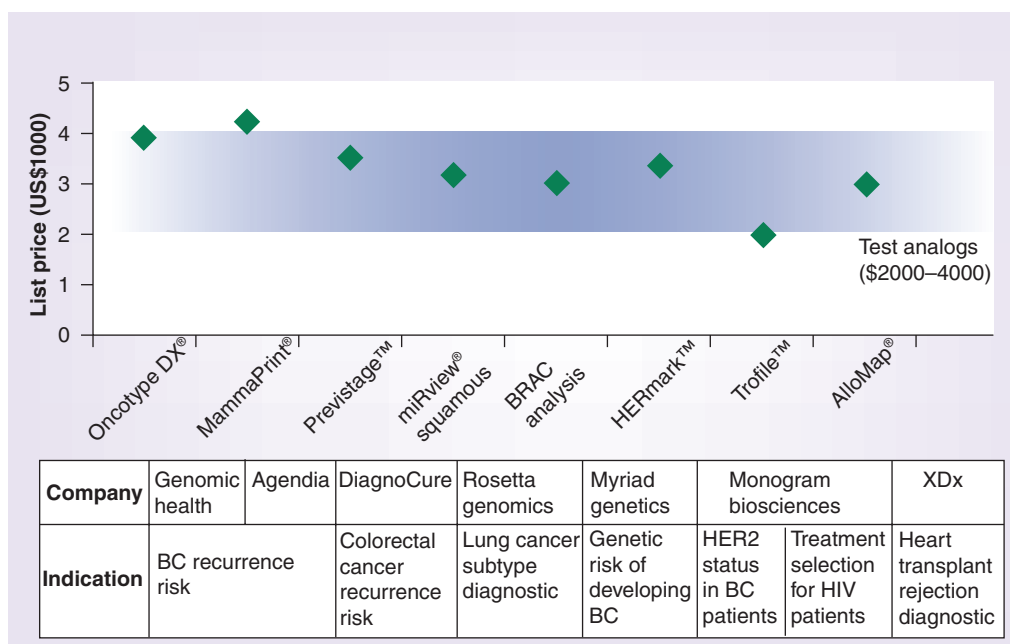 5
4
3
2
1
0
List price (US$1000)
Test analogs
($2000–4000)
Oncotype DX®
MammaPrint®
Previstage™
miRview®
squamous
BRAC
analysis
HERmark™
Trofile™
AlloMap®
Company
Genomic
health
Agendia
DiagnoCure
Rosetta
genomics
Myriad
genetics
Monogram
biosciences
XDx
Indication
BC recurrence
risk
Colorectal
cancer
recurrence
risk
Lung cancer
subtype
diagnostic
Genetic
risk of
developing
BC
HER2
status
in BC
patients
Treatment
selection
for HIV
patients
Heart
transplant
rejection
diagnostic